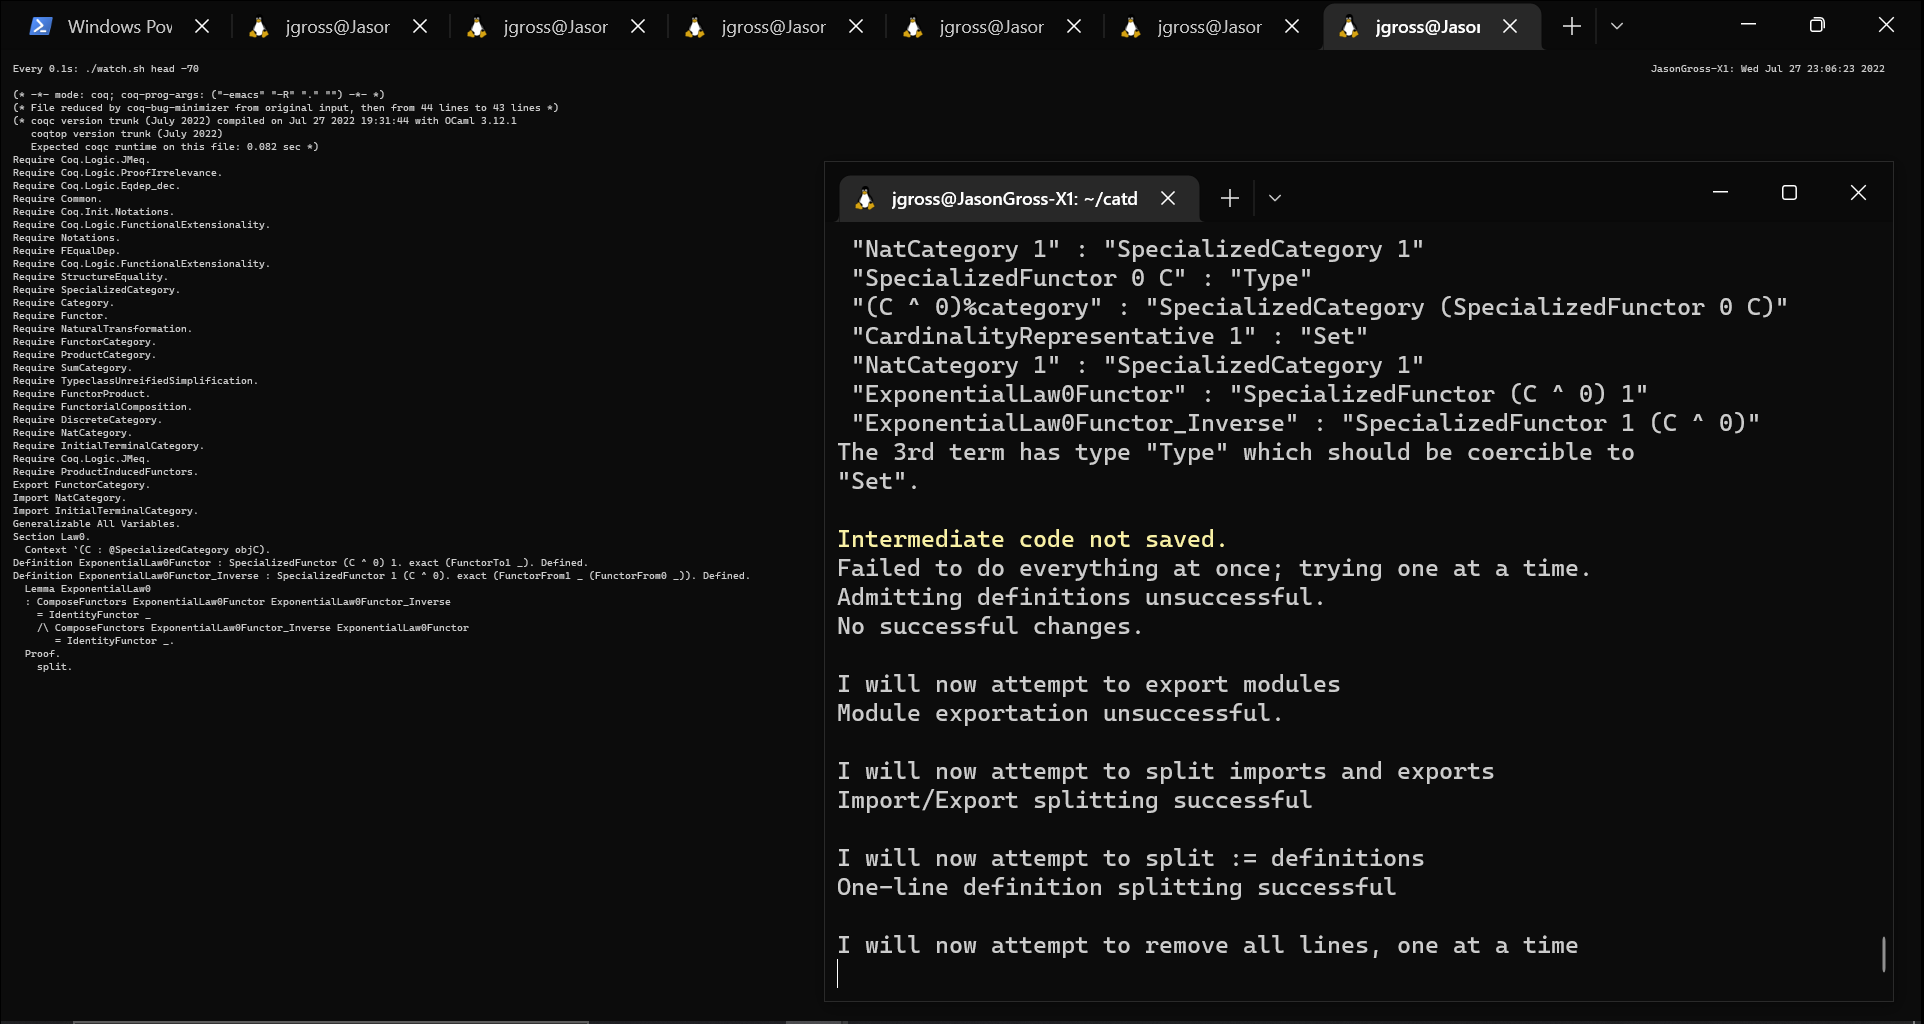 Windows Pov
jgross@Jasor
jgross@Jasor
jgross@Jasor
jgross@Jasor
jgross@Jasor
jgross@Jasor
Every 0.1s: ./watch.sh head -70
JasonGross-X1: Wed Jul 27 23:06:23 2022
(* -*- mode: coq; coq-prog-args: ("-emacs" "-R" "." "") -*- *)
(* File reduced by coq-bug-minimizer from original input, then from 44 lines to 43 lines *)
(* coqc version trunk (July 2022) compiled on Jul 27 2022 19:31:44 with OCaml 3.12.1
coqtop version trunk (July 2022)
Expected coqc runtime on this file: 0.082 sec *)
Require Coq.Logic.JMeq.
Require Coq.Logic.ProofIrrelevance.
Require Coq.Logic.Eqdep_dec.
Require Common.
Require Coq.Init.Notations.
Require Coq.Logic.FunctionalExtensionality.
Require Notations.
Require FEqualDep.
Require Coq.Logic.FunctionalExtensionality.
Require StructureEquality.
Require SpecializedCategory.
Require Category.
Require Functor.
Require NaturalTransformation.
Require FunctorCategory.
Require ProductCategory.
Require SumCategory.
Require TypeclassUnreifiedSimplification.
Require FunctorProduct.
Require FunctorialComposition.
Require DiscreteCategory.
Require NatCategory.
Require InitialTerminalCategory.
Require Coq.Logic.JMeq.
Require ProductInducedFunctors.
Export FunctorCategory.
Import NatCategory.
Import InitialTerminalCategory.
Generalizable All Variables.
Section Law0.
Context `(C : @SpecializedCategory objC).
Definition ExponentialLaw0Functor : SpecializedFunctor (C ^ 0) 1. exact (FunctorTo1 _). Defined.
Definition ExponentialLaw0Functor_Inverse : SpecializedFunctor 1 (C ^ 0). exact (FunctorFrom1 _ (FunctorFrom0 _)). Defined.
Lemma ExponentialLaw0
: ComposeFunctors ExponentialLaw0Functor ExponentialLaw0Functor_Inverse
= IdentityFunctor _
/\ ComposeFunctors ExponentialLaw0Functor_Inverse ExponentialLaw0Functor
= IdentityFunctor _.
Proof.
split.
jgross@JasonGross-X1: ~/catd
"NatCategory 1" : "SpecializedCategory 1"
"SpecializedFunctor 0 C" : "Type"
"(C ^ 0)%category" : "SpecializedCategory (SpecializedFunctor 0 C)"
"CardinalityRepresentative 1" : "Set"
"NatCategory 1" : "SpecializedCategory 1"
"ExponentialLaw0Functor" : "SpecializedFunctor (C ^ 0) 1"
"ExponentialLaw0Functor_Inverse" : "SpecializedFunctor 1 (C ^ 0)"
The 3rd term has type "Type" which should be coercible to
"Set".
Intermediate code not saved.
Failed to do everything at once; trying one at a time.
Admitting definitions unsuccessful.
No successful changes.
I will now attempt to export modules
Module exportation unsuccessful.
I will now attempt to split imports and exports
Import/Export splitting successful
I will now attempt to split := definitions
One-line definition splitting successful
I will now attempt to remove all lines, one at a time